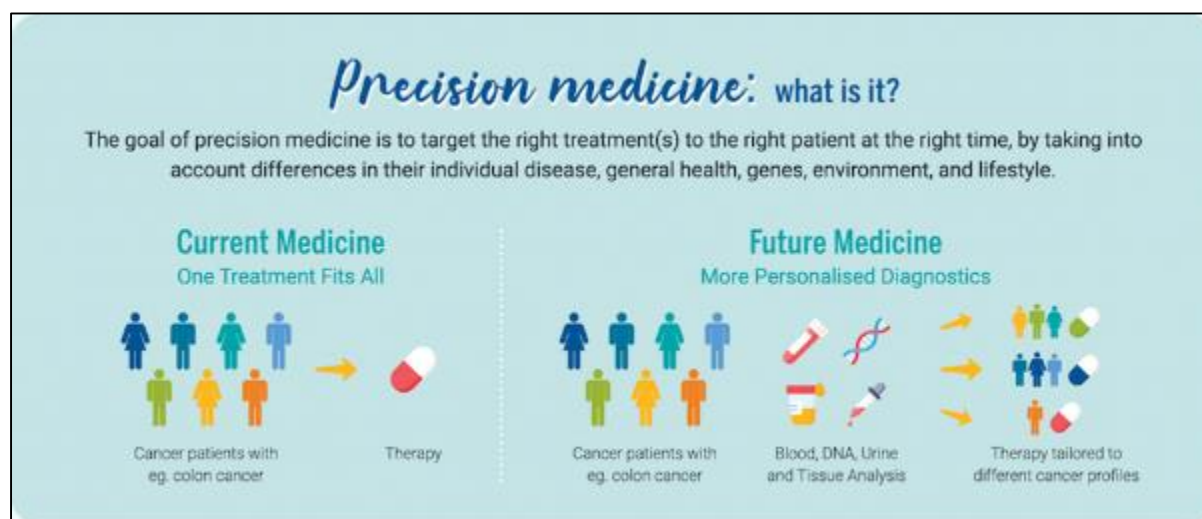 Precision medicine: what is it?
The goal of precision medicine is to target the right treatment(s) to the right patient at the right time, by taking into
account differences in their individual disease, general health, genes, environment, and lifestyle.
Current Medicine
One Treatment Fits All
Cancer patients with
eg. colon cancer
Therapy
Future Medicine
More Personalised Diagnostics
Cancer patients with
eg. colon cancer
Blood, DNA, Urine
and Tissue Analysis
Therapy tailored to
different cancer profiles